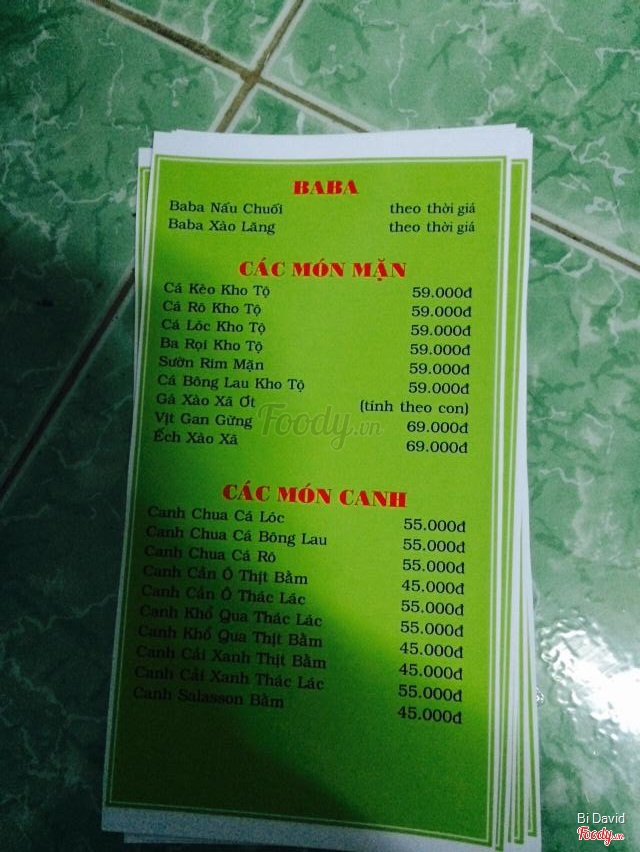 BABA
Baba Nấu Chuối theo thời giá
Baba Xào Lăng theo thời giá
CÁC MÓN MẶN
Cá Kèo Kho Tộ 59.000đ
Cá Rô Kho Tộ 59.000đ
Cá Lóc Kho Tộ 59.000đ
Ba Rọi Kho Tộ 59.000đ
Sườn Rim Mặn 59.000đ
Cá Bông Lau Kho Tộ 59.000đ
Gà Xào Xã Ớt (tính theo con)
Vịt Gan Gừng 69.000đ
Ếch Xào Xã 69.000đ
Foody.vn
CÁC MÓN CANH
Canh Chua Cá Lóc 55.000đ
Canh Chua Cá Bông Lau 55.000đ
Canh Chua Cá Rô 55.000đ
Canh Cần Ô Thịt Bằm 45.000đ
Canh Cần Ô Thác Lác 55.000đ
Canh Khổ Qua Thác Lác 55.000đ
Canh Khổ Qua Thịt Bằm 45.000đ
Canh Cải Xanh Thịt Bằm 45.000đ
Canh Cải Xanh Thác Lác 55.000đ
Canh Salasson Bằm 45.000đ
Bi David
Foody.vn